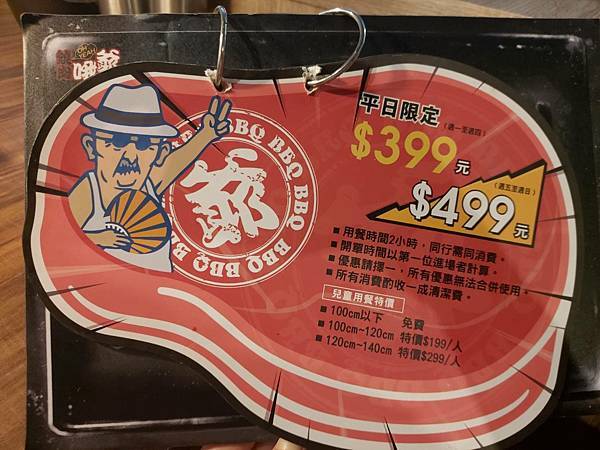 OH YEAH
平日限定
(週一至週四)
$399元
(週五至週日)
$499元
BBQ BBQ BBQ BBQ BBQ
爺
■ 用餐時間2小時，同行需同消費。
■ 開單時間以第一位進場者計算。
■ 優惠請擇一，所有優惠無法合併使用。
■ 所有消費酌收一成清潔費。
兒童用餐特價
■ 100cm以下 免費
■ 100cm~120cm 特價$199/人
■ 120cm~140cm 特價$299/人